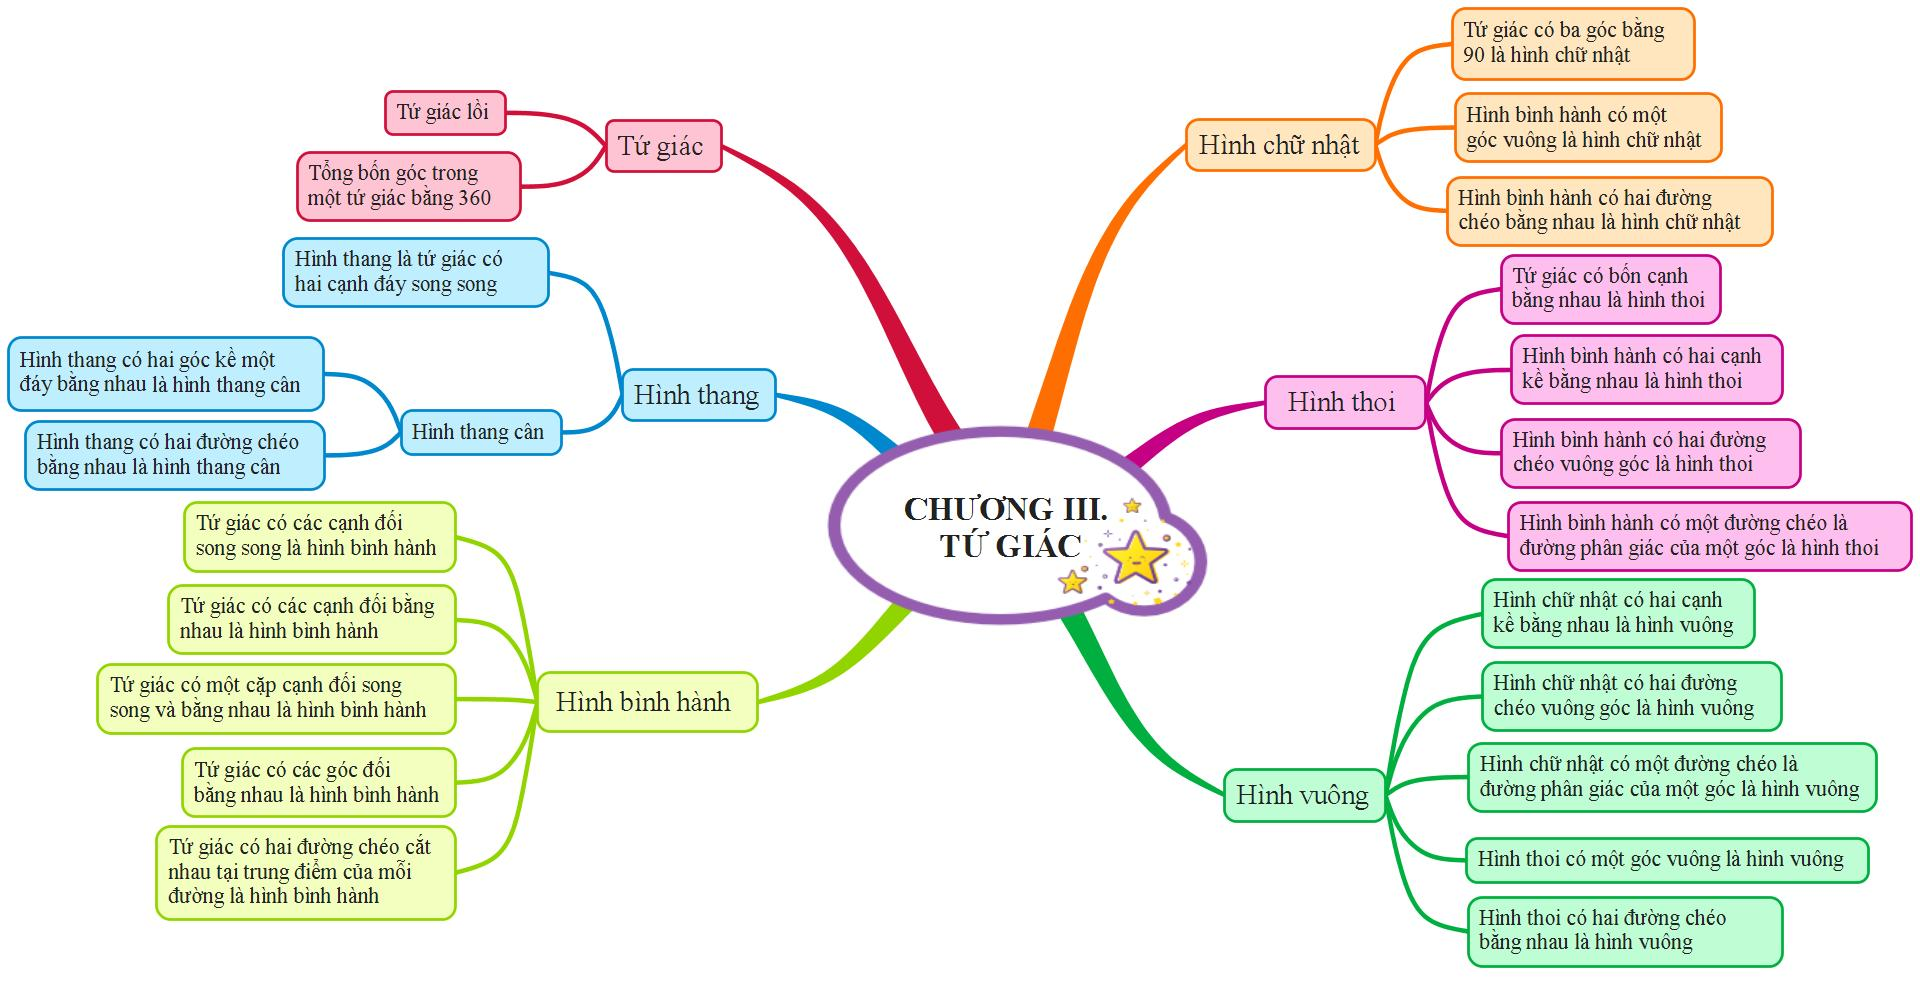 CHƯƠNG III.
TỨ GIÁC
Tứ giác
Tứ giác lồi
Tổng bốn góc trong
một tứ giác bằng 360
Hình thang
Hình thang là tứ giác có
hai cạnh đáy song song
Hình thang cân
Hình thang có hai góc kề một
đáy bằng nhau là hình thang cân
Hình thang có hai đường chéo
bằng nhau là hình thang cân
Hình bình hành
Tứ giác có các cạnh đối
song song là hình bình hành
Tứ giác có các cạnh đối bằng
nhau là hình bình hành
Tứ giác có một cặp cạnh đối song
song và bằng nhau là hình bình hành
Tứ giác có các góc đối
bằng nhau là hình bình hành
Tứ giác có hai đường chéo cắt
nhau tại trung điểm của mỗi
đường là hình bình hành
Hình chữ nhật
Tứ giác có ba góc bằng
90 là hình chữ nhật
Hình bình hành có một
góc vuông là hình chữ nhật
Hình bình hành có hai đường
chéo bằng nhau là hình chữ nhật
Hình thoi
Tứ giác có bốn cạnh
bằng nhau là hình thoi
Hình bình hành có hai cạnh
kề bằng nhau là hình thoi
Hình bình hành có hai đường
chéo vuông góc là hình thoi
Hình bình hành có một đường chéo là
đường phân giác của một góc là hình thoi
Hình vuông
Hình chữ nhật có hai cạnh
kề bằng nhau là hình vuông
Hình chữ nhật có hai đường
chéo vuông góc là hình vuông
Hình chữ nhật có một đường chéo là
đường phân giác của một góc là hình vuông
Hình thoi có một góc vuông là hình vuông
Hình thoi có hai đường chéo
bằng nhau là hình vuông